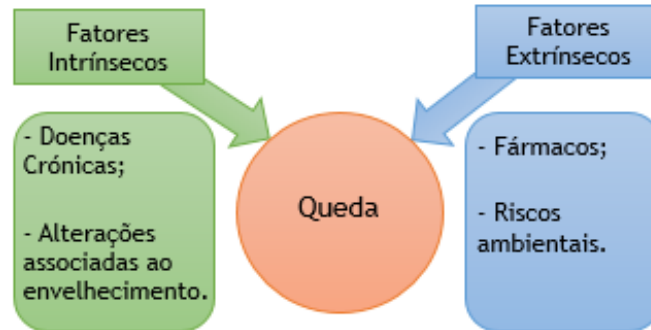 Fatores
Intrínsecos
Fatores
Extrínsecos
- Doenças
Crónicas;
- Alterações
associadas ao
envelhecimento.
Queda
- Fármacos;
- Riscos
ambientais.